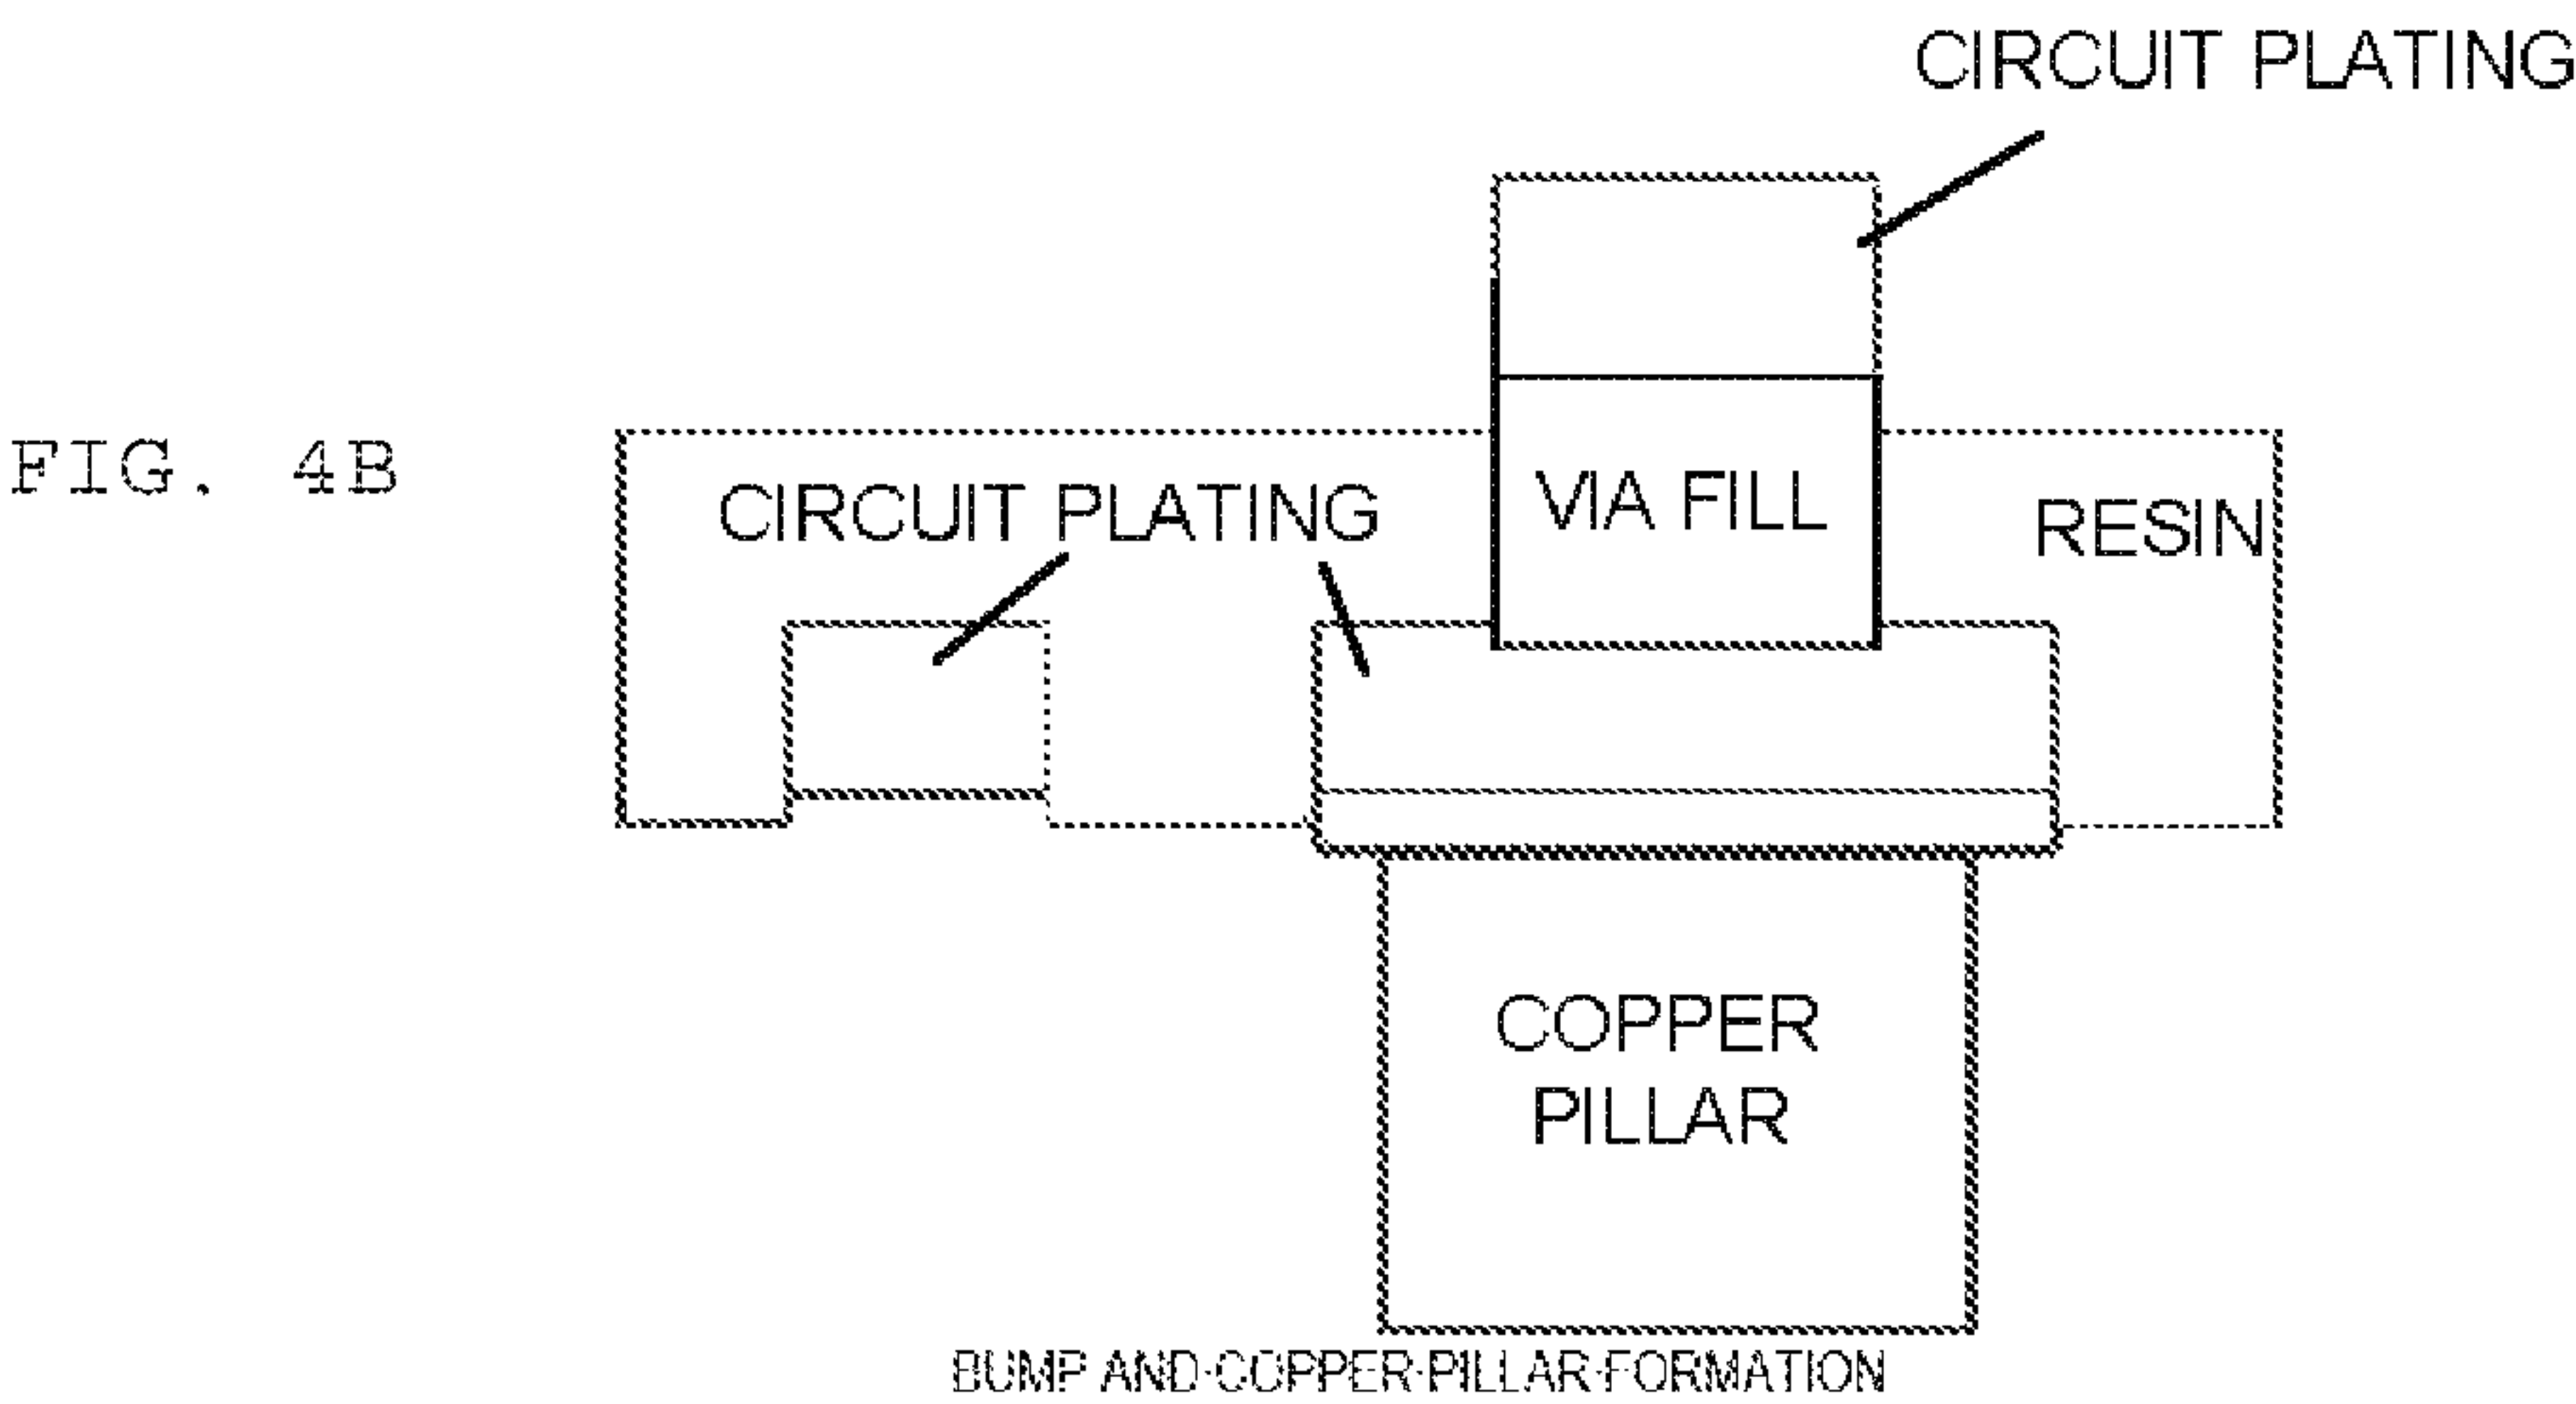 CIRCUIT PLATING
FIG. 4B
CIRCUIT PLATING
VIA FILL
RESIN
COPPER
PILLAR
BUMP AND COPPER PILLAR FORMATION